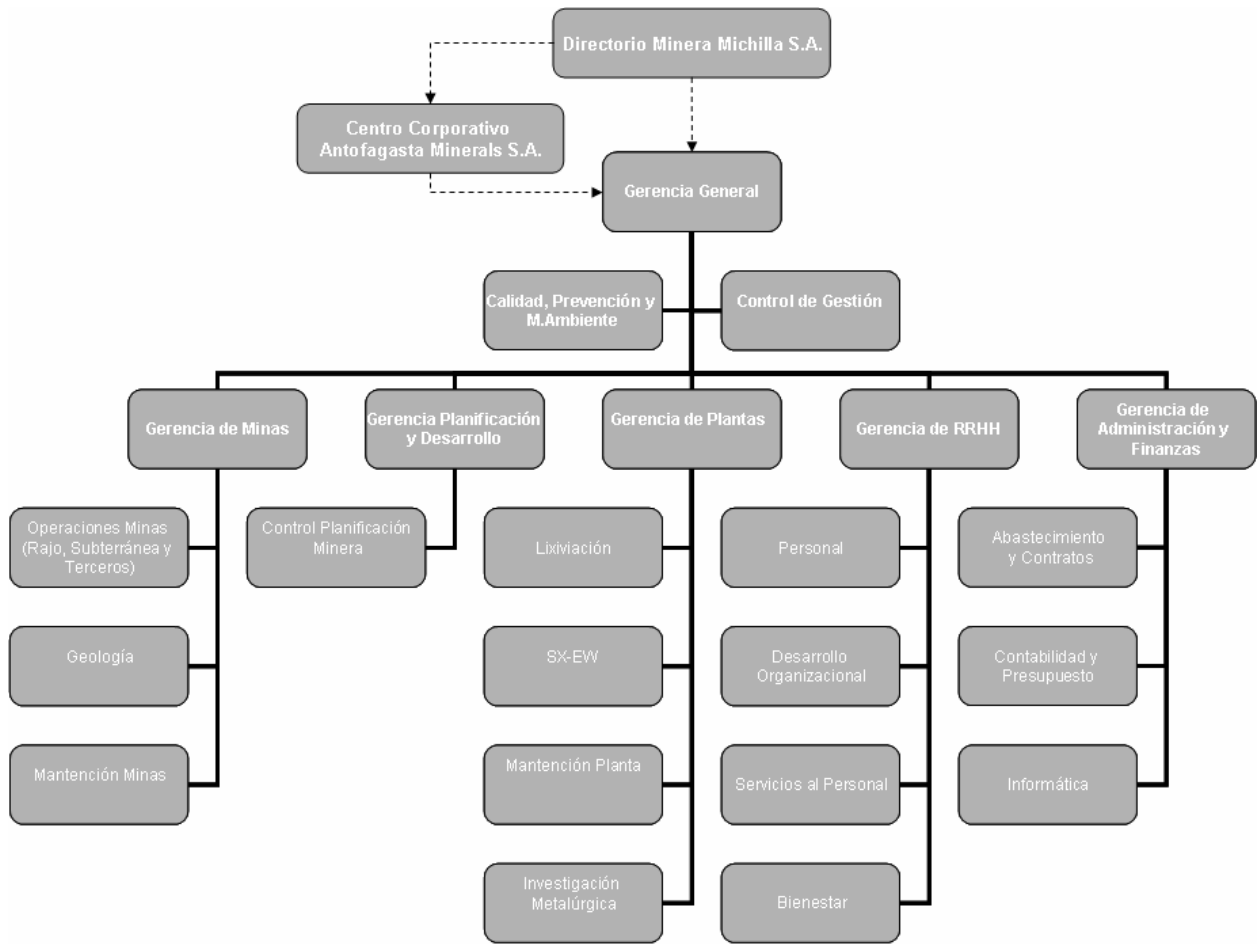 Directorio Minera Michilla S.A.
Centro Corporativo
Antofagasta Minerals S.A.
Gerencia General
Calidad, Prevención y
M.Ambiente
Control de Gestión
Gerencia de Minas
Gerencia Planificación
y Desarrollo
Gerencia de Plantas
Gerencia de RRHH
Gerencia de
Administración y
Finanzas
Operaciones Minas
(Rajo, Subterránea y
Terceros)
Control Planificación
Minera
Lixiviación
Personal
Abastecimiento
y Contratos
Geología
SX-EW
Desarrollo
Organizacional
Contabilidad y
Presupuesto
Mantención Minas
Mantención Planta
Servicios al Personal
Informática
Investigación
Metalúrgica
Bienestar